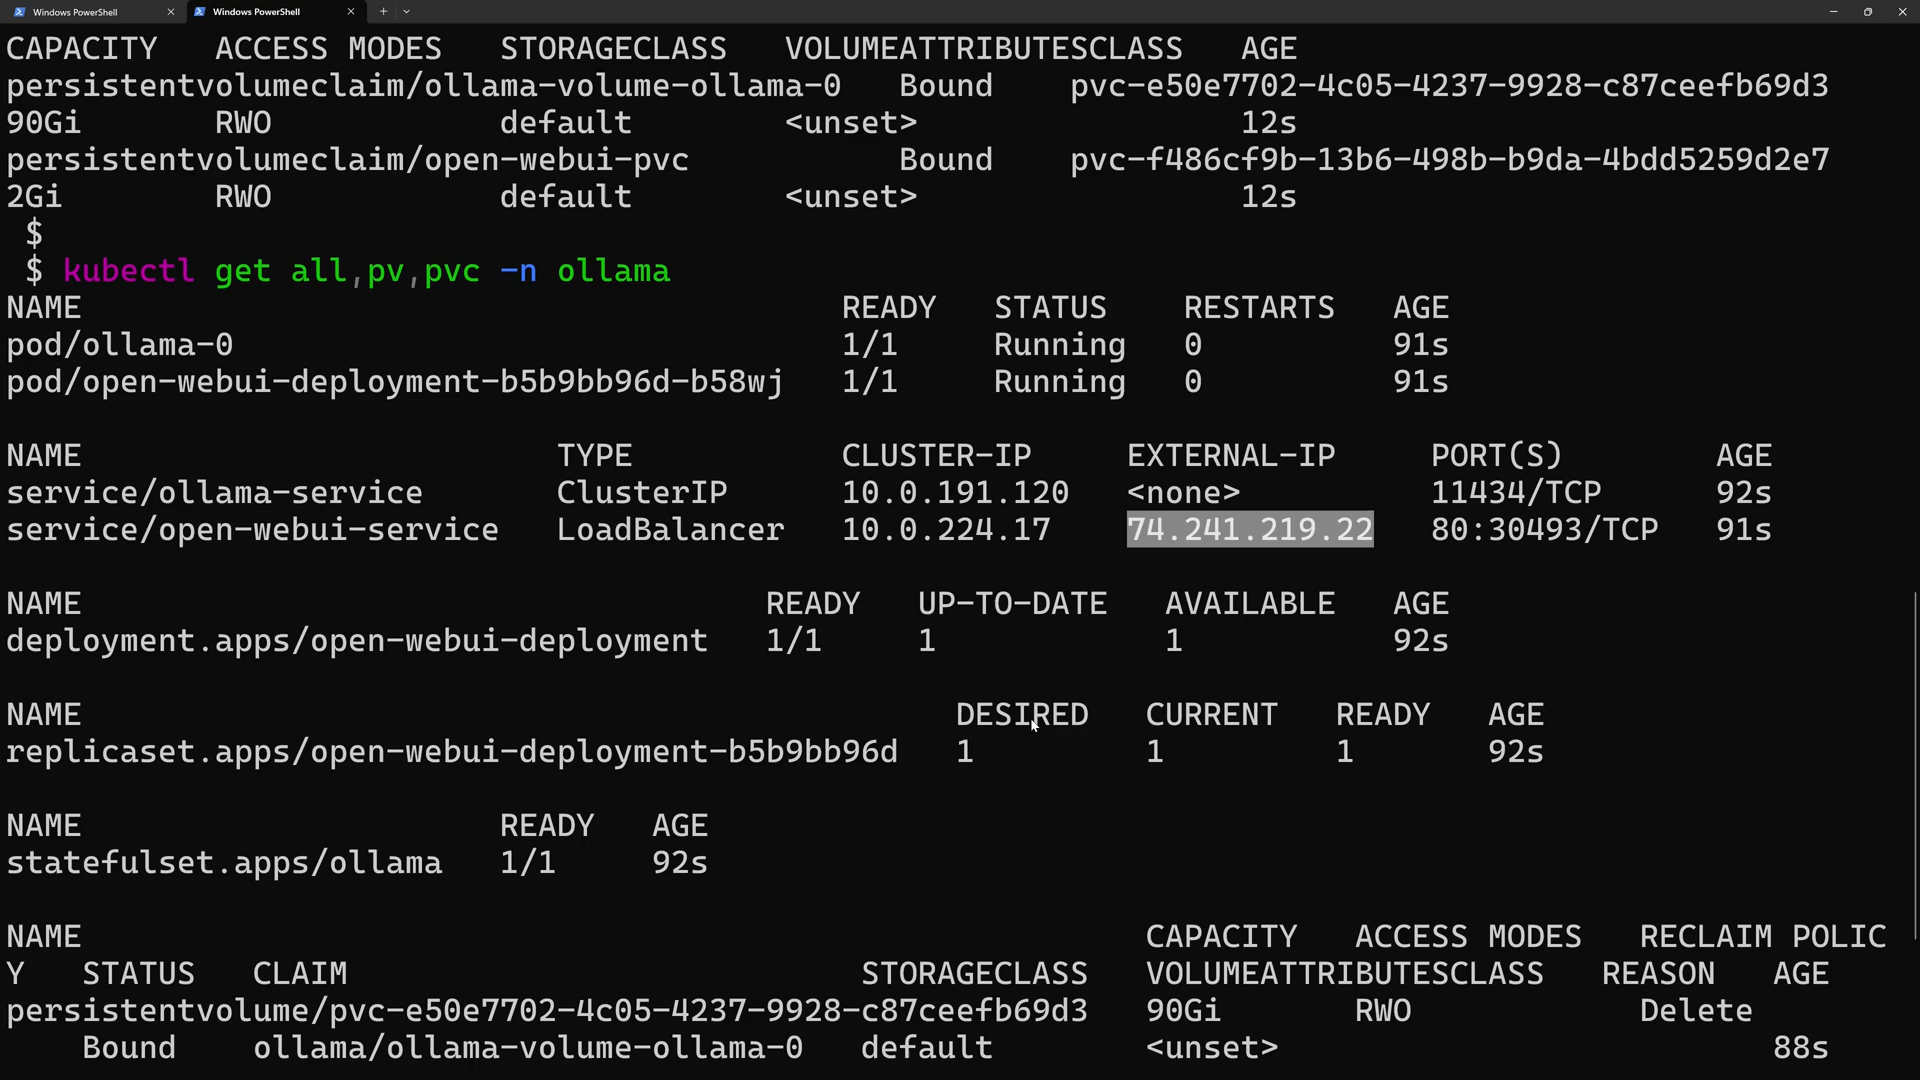 Windows PowerShell
Windows PowerShell
CAPACITY   ACCESS MODES   STORAGECLASS   VOLUMEATTRIBUTESCLASS   AGE
persistentvolumeclaim/ollama-volume-ollama-0   Bound    pvc-e50e7702-4c05-4237-9928-c87ceefb69d3
90Gi       RWO            default        <unset>                 12s
persistentvolumeclaim/open-webui-pvc           Bound    pvc-f486cf9b-13b6-498b-b9da-4bdd5259d2e7
2Gi        RWO            default        <unset>                 12s
$
$ kubectl get all,pv,pvc -n ollama
NAME                                        READY   STATUS    RESTARTS   AGE
pod/ollama-0                                1/1     Running   0          91s
pod/open-webui-deployment-b5b9bb96d-b58wj   1/1     Running   0          91s
NAME                         TYPE           CLUSTER-IP     EXTERNAL-IP     PORT(S)        AGE
service/ollama-service       ClusterIP      10.0.191.120   <none>          11434/TCP      92s
service/open-webui-service   LoadBalancer   10.0.224.17    74.241.219.22   80:30493/TCP   91s
NAME                                    READY   UP-TO-DATE   AVAILABLE   AGE
deployment.apps/open-webui-deployment   1/1     1            1           92s
NAME                                              DESIRED   CURRENT   READY   AGE
replicaset.apps/open-webui-deployment-b5b9bb96d   1         1         1       92s
NAME                      READY   AGE
statefulset.apps/ollama   1/1     92s
NAME                                                        CAPACITY   ACCESS MODES   RECLAIM POLIC
Y   STATUS   CLAIM                           STORAGECLASS   VOLUMEATTRIBUTESCLASS   REASON   AGE
persistentvolume/pvc-e50e7702-4c05-4237-9928-c87ceefb69d3   90Gi       RWO            Delete
Bound    ollama/ollama-volume-ollama-0   default        <unset>                          88s